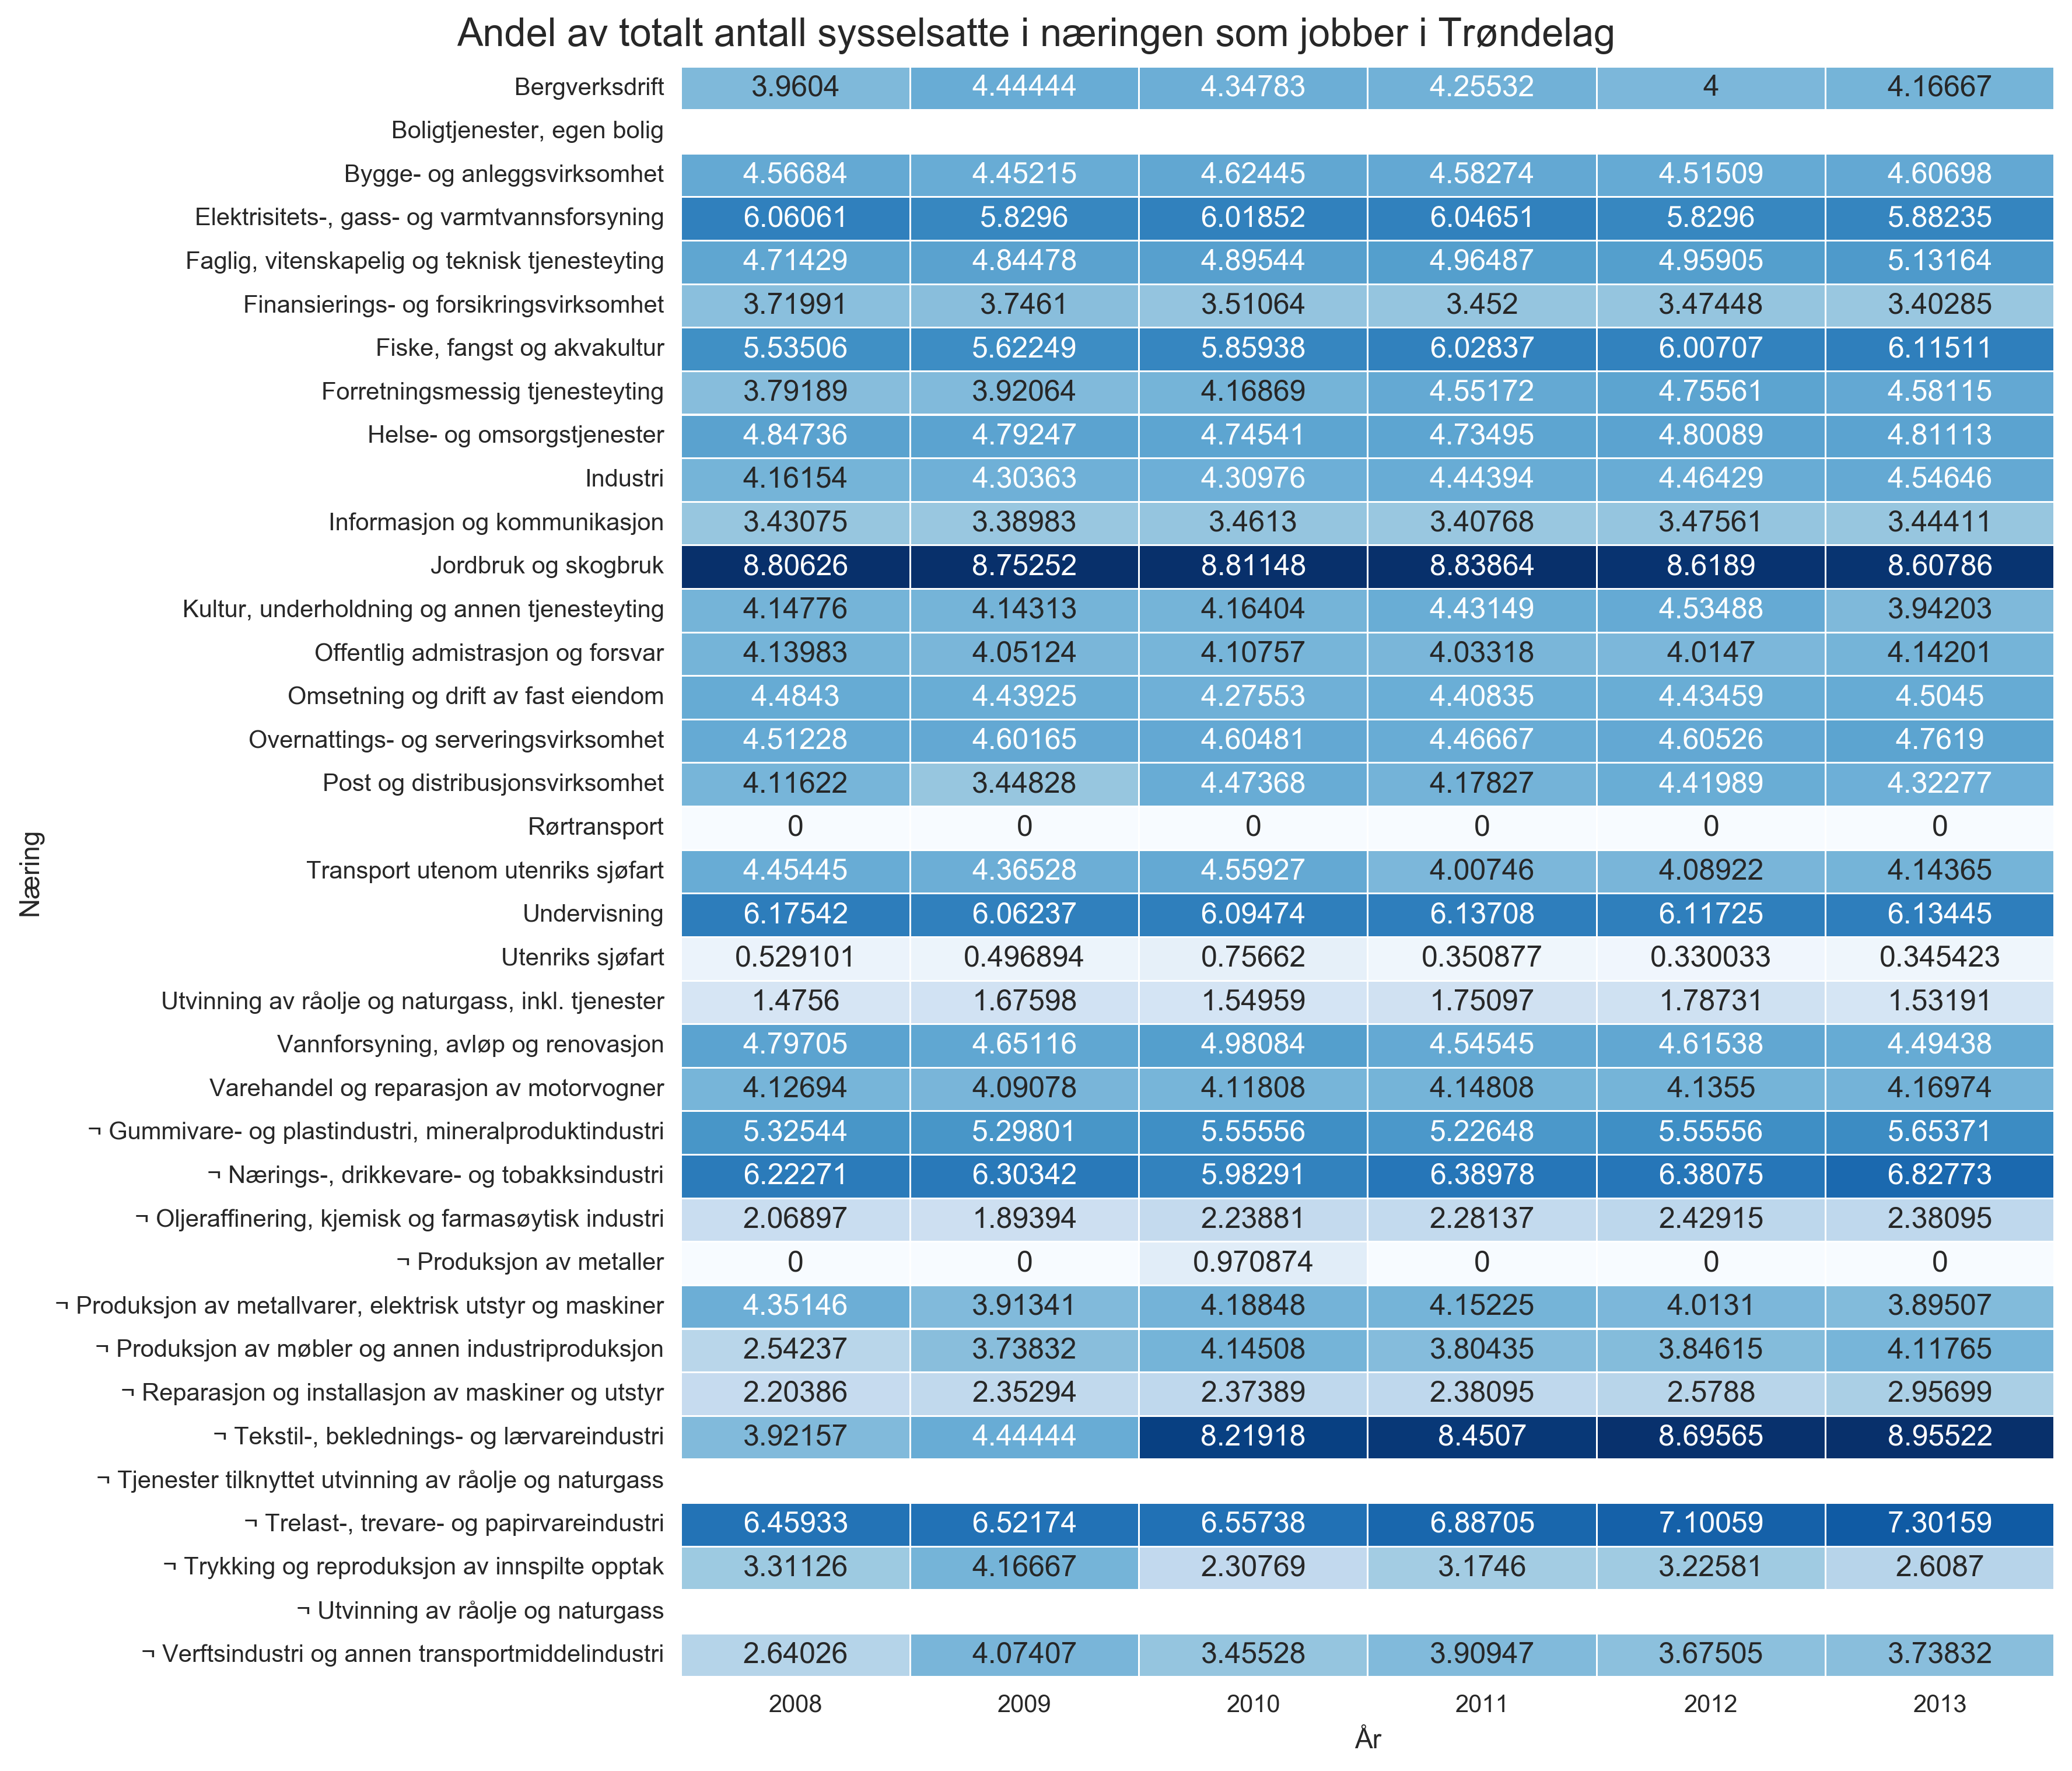 Andel av totalt antall sysselsatte i næringen som jobber i Trøndelag
Bergverksdrift 3.9604 4.44444 4.34783 4.25532 4 4.16667
Boligtjenester, egen bolig
Bygge- og anleggsvirksomhet 4.56684 4.45215 4.62445 4.58274 4.51509 4.60698
Elektrisitets-, gass- og varmtvannsforsyning 6.06061 5.8296 6.01852 6.04651 5.8296 5.88235
Faglig, vitenskapelig og teknisk tjenesteyting 4.71429 4.84478 4.89544 4.96487 4.95905 5.13164
Finansierings- og forsikringsvirksomhet 3.71991 3.7461 3.51064 3.452 3.47448 3.40285
Fiske, fangst og akvakultur 5.53506 5.62249 5.85938 6.02837 6.00707 6.11511
Forretningsmessig tjenesteyting 3.79189 3.92064 4.16869 4.55172 4.75561 4.58115
Helse- og omsorgstjenester 4.84736 4.79247 4.74541 4.73495 4.80089 4.81113
Industri 4.16154 4.30363 4.30976 4.44394 4.46429 4.54646
Informasjon og kommunikasjon 3.43075 3.38983 3.4613 3.40768 3.47561 3.44411
Jordbruk og skogbruk 8.80626 8.75252 8.81148 8.83864 8.6189 8.60786
Kultur, underholdning og annen tjenesteyting 4.14776 4.14313 4.16404 4.43149 4.53488 3.94203
Offentlig admistrasjon og forsvar 4.13983 4.05124 4.10757 4.03318 4.0147 4.14201
Omsetning og drift av fast eiendom 4.4843 4.43925 4.27553 4.40835 4.43459 4.5045
Overnattings- og serveringsvirksomhet 4.51228 4.60165 4.60481 4.46667 4.60526 4.7619
Post og distribusjonsvirksomhet 4.11622 3.44828 4.47368 4.17827 4.41989 4.32277
Rørtransport 0 0 0 0 0 0
Transport utenom utenriks sjøfart 4.45445 4.36528 4.55927 4.00746 4.08922 4.14365
Undervisning 6.17542 6.06237 6.09474 6.13708 6.11725 6.13445
Utenriks sjøfart 0.529101 0.496894 0.75662 0.350877 0.330033 0.345423
Utvinning av råolje og naturgass, inkl. tjenester 1.4756 1.67598 1.54959 1.75097 1.78731 1.53191
Vannforsyning, avløp og renovasjon 4.79705 4.65116 4.98084 4.54545 4.61538 4.49438
Varehandel og reparasjon av motorvogner 4.12694 4.09078 4.11808 4.14808 4.1355 4.16974
¬ Gummivare- og plastindustri, mineralproduktindustri 5.32544 5.29801 5.55556 5.22648 5.55556 5.65371
¬ Nærings-, drikkevare- og tobakksindustri 6.22271 6.30342 5.98291 6.38978 6.38075 6.82773
¬ Oljeraffinering, kjemisk og farmasøytisk industri 2.06897 1.89394 2.23881 2.28137 2.42915 2.38095
¬ Produksjon av metaller 0 0 0.970874 0 0 0
¬ Produksjon av metallvarer, elektrisk utstyr og maskiner 4.35146 3.91341 4.18848 4.15225 4.0131 3.89507
¬ Produksjon av møbler og annen industriproduksjon 2.54237 3.73832 4.14508 3.80435 3.84615 4.11765
¬ Reparasjon og installasjon av maskiner og utstyr 2.20386 2.35294 2.37389 2.38095 2.5788 2.95699
¬ Tekstil-, beklednings- og lærvareindustri 3.92157 4.44444 8.21918 8.4507 8.69565 8.95522
¬ Tjenester tilknyttet utvinning av råolje og naturgass
¬ Trelast-, trevare- og papirvareindustri 6.45933 6.52174 6.55738 6.88705 7.10059 7.30159
¬ Trykking og reproduksjon av innspilte opptak 3.31126 4.16667 2.30769 3.1746 3.22581 2.6087
¬ Utvinning av råolje og naturgass
¬ Verftsindustri og annen transportmiddelindustri 2.64026 4.07407 3.45528 3.90947 3.67505 3.73832
2008 2009 2010 2011 2012 2013
År
Næring